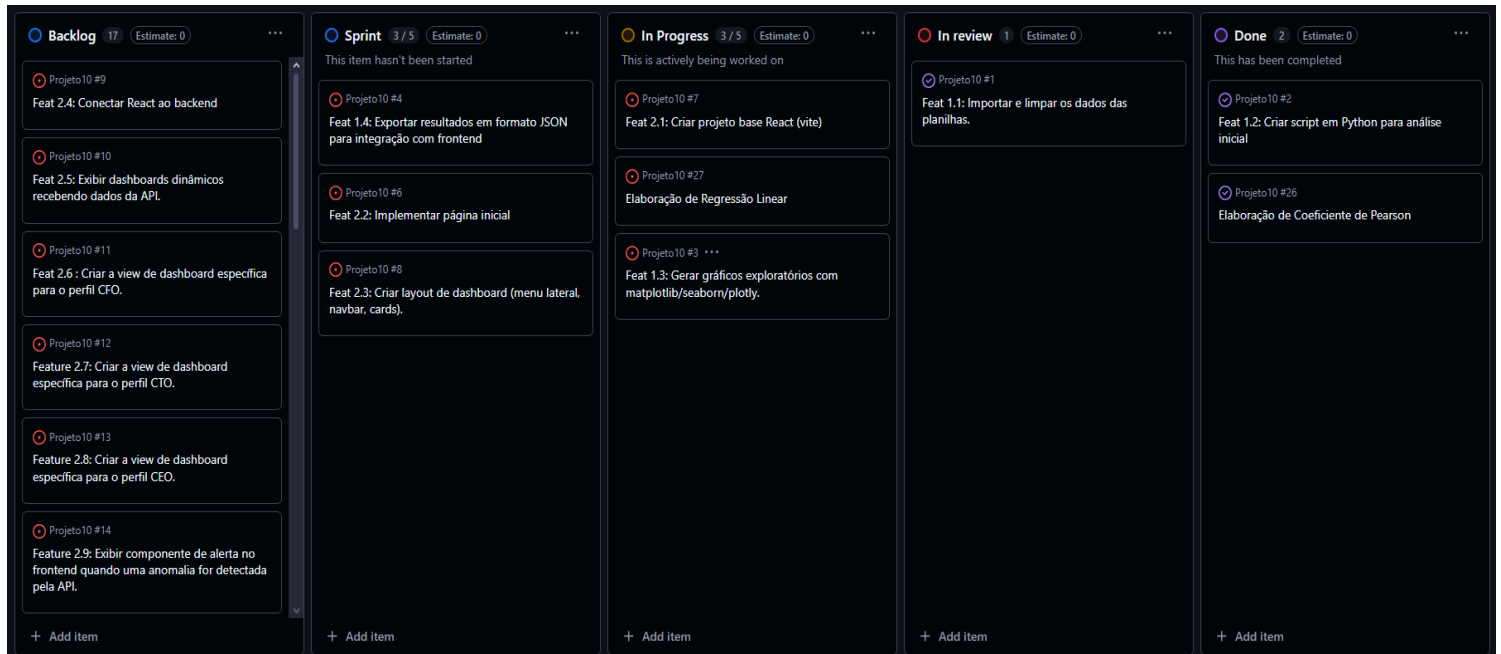 Backlog 17 Estimate: 0 ...
Projeto10 #9
Feat 2.4: Conectar React ao backend
Projeto10 #10
Feat 2.5: Exibir dashboards dinâmicos
recebendo dados da API.
Projeto10 #11
Feat 2.6 : Criar a view de dashboard específica
para o perfil CFO.
Projeto10 #12
Feature 2.7: Criar a view de dashboard
específica para o perfil CTO.
Projeto10 #13
Feature 2.8: Criar a view de dashboard
específica para o perfil CEO.
Projeto10 #14
Feature 2.9: Exibir componente de alerta no
frontend quando uma anomalia for detectada
pela API.
+ Add item
Sprint 3 / 5 Estimate: 0 ...
This item hasn't been started
Projeto10 #4
Feat 1.4: Exportar resultados em formato JSON
para integração com frontend
Projeto10 #6
Feat 2.2: Implementar página inicial
Projeto10 #8
Feat 2.3: Criar layout de dashboard (menu lateral,
navbar, cards).
+ Add item
In Progress 3 / 5 Estimate: 0 ...
This is actively being worked on
Projeto10 #7
Feat 2.1: Criar projeto base React (vite)
Projeto10 #27
Elaboração de Regressão Linear
Projeto10 #3 ...
Feat 1.3: Gerar gráficos exploratórios com
matplotlib/seaborn/plotly.
+ Add item
In review 1 Estimate: 0 ...
Projeto10 #1
Feat 1.1: Importar e limpar os dados das
planilhas.
+ Add item
Done 2 Estimate: 0 ...
This has been completed
Projeto10 #2
Feat 1.2: Criar script em Python para análise
inicial
Projeto10 #26
Elaboração de Coeficiente de Pearson
+ Add item